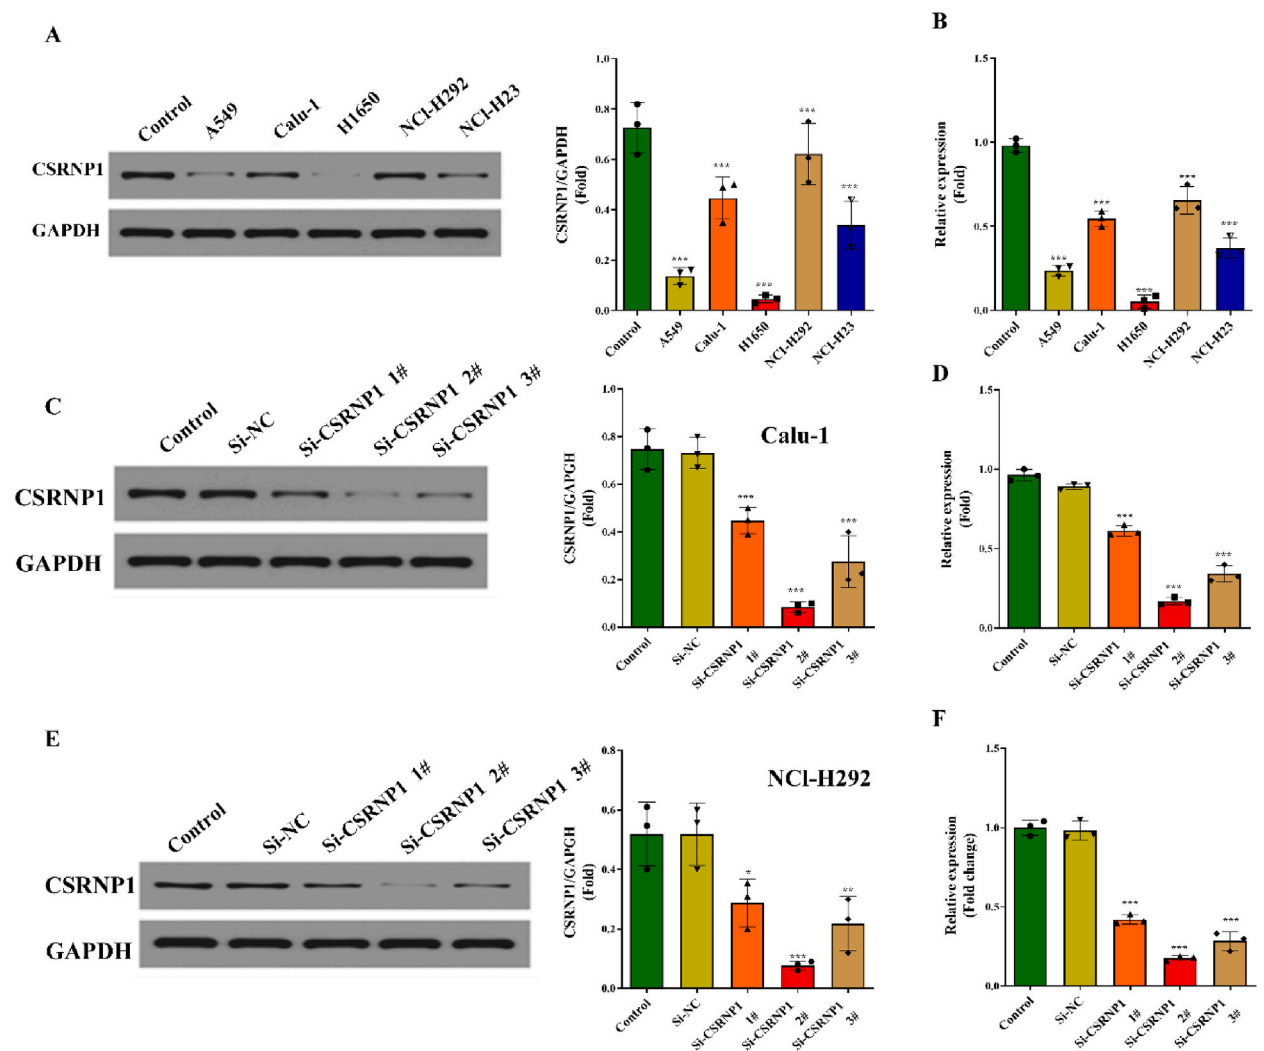 A
Control
A549
Calu-1
H1650
NCl-H292
NCl-H23
CSRNP1
GAPDH
CSRNP1/GAPDH
(Fold)
1.0
0.8
0.6
0.4
0.2
0.0
***
***
***
***
***
Control
A549
Calu-1
H1650
NCl-H292
NCl-H23
B
Relative expression
(Fold)
1.5
1.0
0.5
0.0
***
***
***
***
***
Control
A549
Calu-1
H1650
NCl-H292
NCl-H23
C
Control
Si-NC
Si-CSRNP1 1#
Si-CSRNP1 2#
Si-CSRNP1 3#
CSRNP1
GAPDH
CSRNP1/GAPGH
(Fold)
0.8
0.6
0.4
0.2
0.0
1.0
Calu-1
***
***
***
Control
Si-NC
Si-CSRNP1 1#
Si-CSRNP1 2#
Si-CSRNP1 3#
D
Relative expression
(Fold)
1.5
1.0
0.5
0.0
***
***
***
Control
Si-NC
Si-CSRNP1 1#
Si-CSRNP1 2#
Si-CSRNP1 3#
E
Control
Si-NC
Si-CSRNP1 1#
Si-CSRNP1 2#
Si-CSRNP1 3#
CSRNP1
GAPDH
CSRNP1/GAPGH
(Fold)
0.8
0.6
0.4
0.2
0.0
NCl-H292
*
***
**
Control
Si-NC
Si-CSRNP1 1#
Si-CSRNP1 2#
Si-CSRNP1 3#
F
Relative expression
(Fold change)
1.5
1.0
0.5
0.0
***
***
***
Control
Si-NC
Si-CSRNP1 1#
Si-CSRNP1 2#
Si-CSRNP1 3#